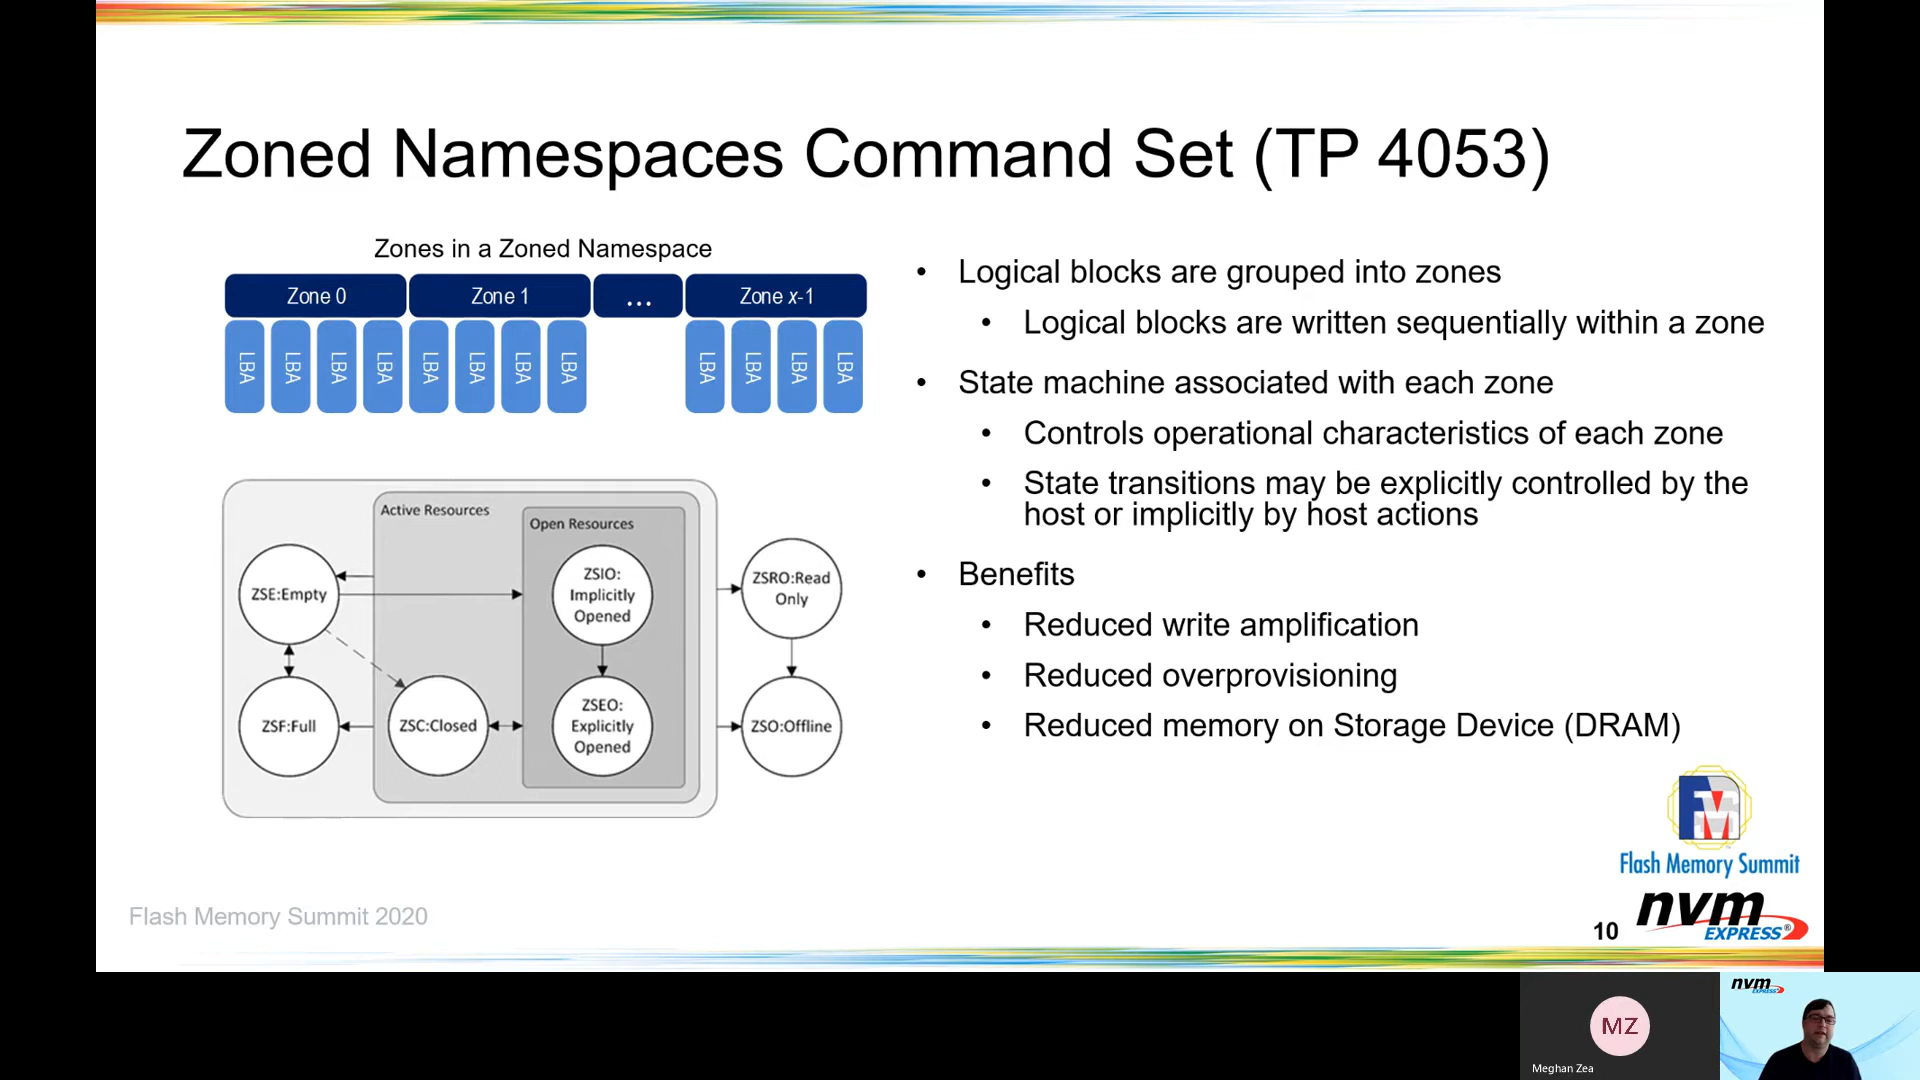 Zoned Namespaces Command Set (TP 4053)
Zones in a Zoned Namespace
Zone 0
Zone 1
...
Zone x-1
LBA
LBA
LBA
LBA
LBA
LBA
LBA
LBA
LBA
LBA
LBA
LBA
Active Resources
Open Resources
ZSE:Empty
ZSIO:
Implicitly
Opened
ZSRO:Read
Only
ZSF:Full
ZSC:Closed
ZSEO:
Explicitly
Opened
ZSO:Offline
• Logical blocks are grouped into zones
• Logical blocks are written sequentially within a zone
• State machine associated with each zone
• Controls operational characteristics of each zone
• State transitions may be explicitly controlled by the
host or implicitly by host actions
• Benefits
• Reduced write amplification
• Reduced overprovisioning
• Reduced memory on Storage Device (DRAM)
FM
Flash Memory Summit
Flash Memory Summit 2020
10
nvm
EXPRESS®
MZ
Meghan Zea
nvm
EXPRESS